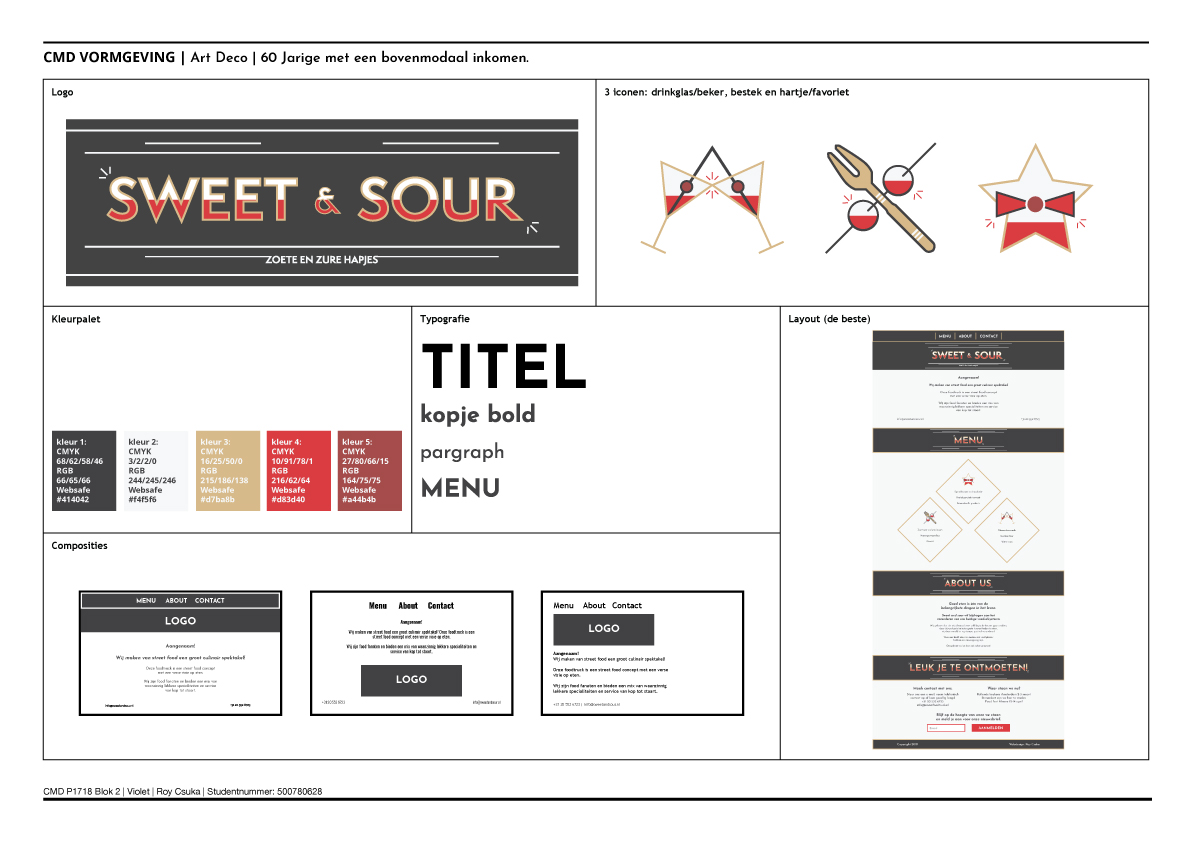 CMD VORMGEVING | Art Deco | 60 Jarige met een bovenmodaal inkomen.
Logo
SWEET & SOUR
ZOETE EN ZURE HAPJES
3 iconen: drinkglas/beker, bestek en hartje/favoriet
Kleurpalet
kleur 1:
CMYK
68/62/58/46
RGB
66/65/66
Websafe
#414042
kleur 2:
CMYK
3/2/2/0
RGB
244/245/246
Websafe
#f4f5f6
kleur 3:
CMYK
16/25/50/0
RGB
215/186/138
Websafe
#d7ba8b
kleur 4:
CMYK
10/91/78/1
RGB
216/62/64
Websafe
#d83d40
kleur 5:
CMYK
27/80/66/15
RGB
164/75/75
Websafe
#a44b4b
Typografie
TITEL
kopje bold
pargraph
MENU
Layout (de beste)
MENU ABOUT CONTACT
SWEET & SOUR
Aangenaam!
Wij maken van street food een groot culinair spektakel!
MENU
ABOUT US
LEUK JE TE ONTMOETEN!
AANMELDEN
Copyright 2017
Composities
MENU ABOUT CONTACT
LOGO
Aangenaam!
Wij maken van street food een groot culinair spektakel!
Onze foodtruck is een street food concept
met een verse visie op eten.
Wij zijn food fanaten en bieden een mix van
waanzinnig lekkere specialiteiten en service
van kop tot staart.
Menu About Contact
Aangenaam!
Wij maken van street food een groot culinair spektakel! Onze foodtruck is een
street food concept met een verse visie op eten.
Wij zijn food fanaten en bieden een mix van waanzinnig lekkere specialiteiten en
service van kop tot staart.
LOGO
Menu About Contact
LOGO
Aangenaam!
Wij maken van street food een groot culinair spektakel!
Onze foodtruck is een street food concept met een verse
visie op eten.
Wij zijn food fanaten en bieden een mix van waanzinnig
lekkere specialiteiten en service van kop tot staart.
CMD P1718 Blok 2 | Violet | Roy Csuka | Studentnummer: 500780628